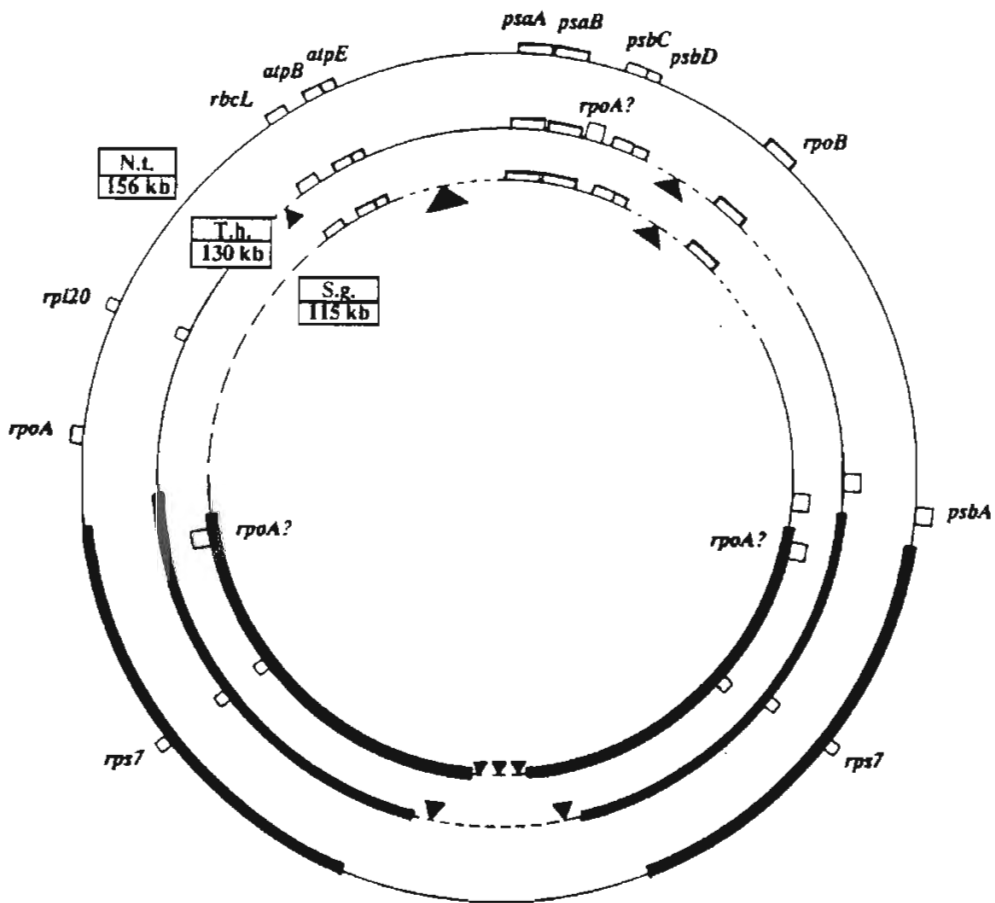 psaA
psaB
psbC
psbD
atpE
atpB
rbcL
rpoA?
rpoB
N.t.
156 kb
T.h.
130 kb
S.g.
115 kb
rpl20
rpoA
rpoA?
rpoA?
psbA
rps7
rps7